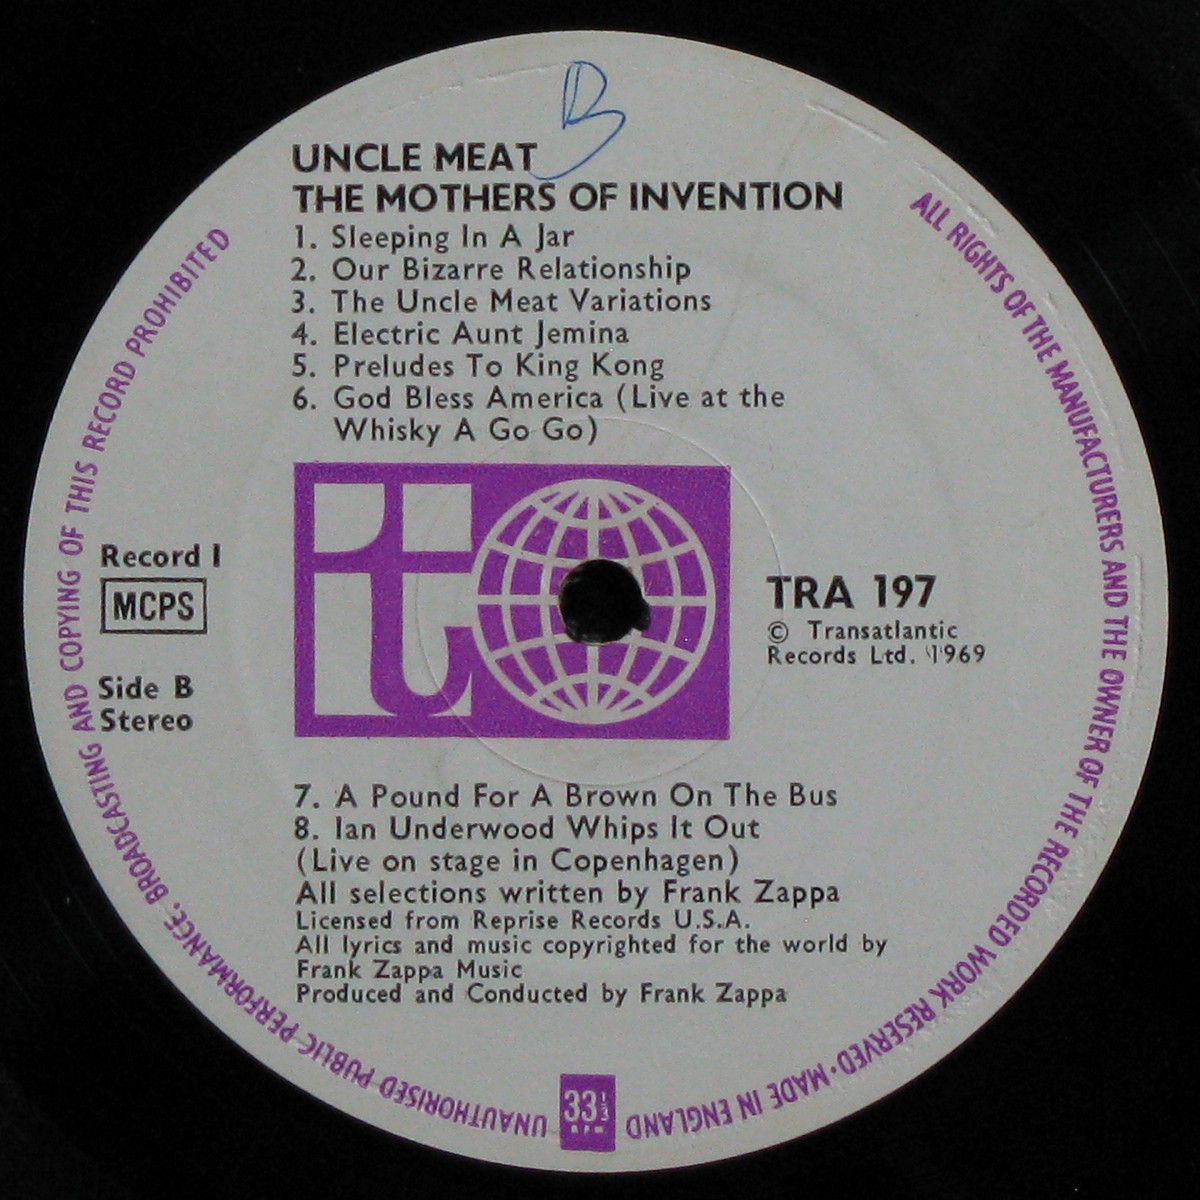 B
UNCLE MEAT
THE MOTHERS OF INVENTION
1. Sleeping In A Jar
2. Our Bizarre Relationship
3. The Uncle Meat Variations
4. Electric Aunt Jemina
5. Preludes To King Kong
6. God Bless America (Live at the
Whisky A Go Go)
Record 1
MCPS
Side B
Stereo
it
TRA 197
© Transatlantic
Records Ltd. 1969
7. A Pound For A Brown On The Bus
8. Ian Underwood Whips It Out
(Live on stage in Copenhagen)
All selections written by Frank Zappa
Licensed from Reprise Records U.S.A.
All lyrics and music copyrighted for the world by
Frank Zappa Music
Produced and Conducted by Frank Zappa
33⅓
RPM
ALL RIGHTS OF THE MANUFACTURERS AND THE OWNER OF THE RECORDED WORK RESERVED · MADE IN ENGLAND
UNAUTHORISED PUBLIC PERFORMANCE, BROADCASTING AND COPYING OF THIS RECORD PROHIBITED